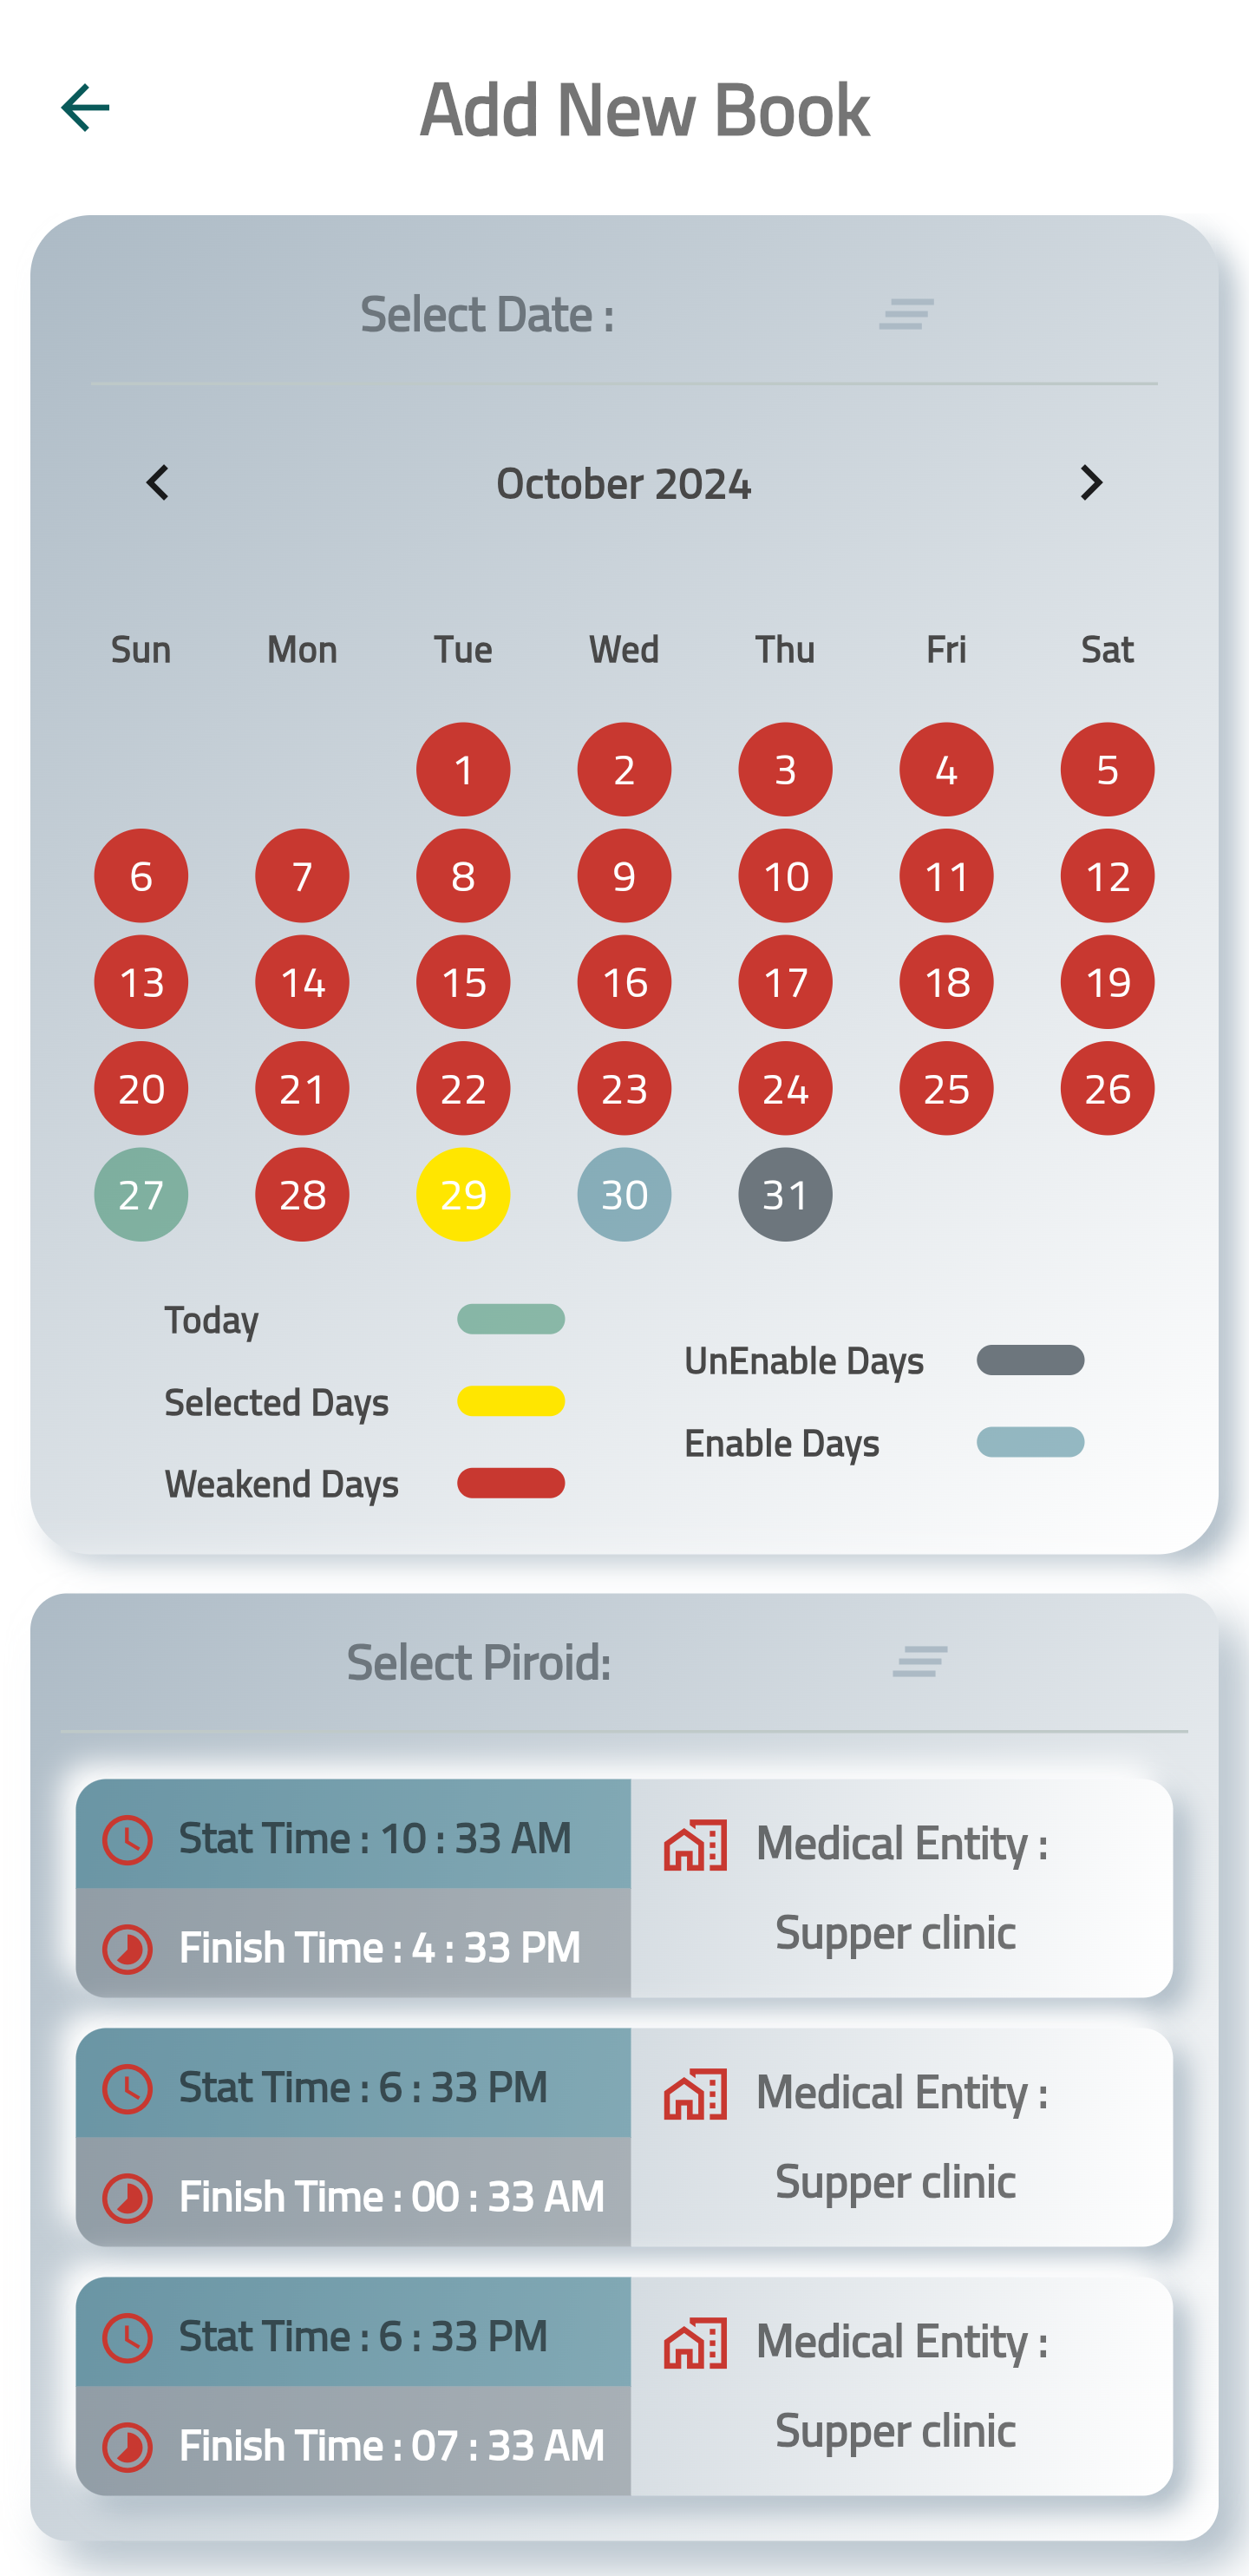 Add New Book
Select Date :
October 2024
Sun Mon Tue Wed Thu Fri Sat
1 2 3 4 5
6 7 8 9 10 11 12
13 14 15 16 17 18 19
20 21 22 23 24 25 26
27 28 29 30 31
Today
Selected Days
Weakend Days
UnEnable Days
Enable Days
Select Piroid:
Stat Time : 10 : 33 AM
Finish Time : 4 : 33 PM
Medical Entity :
Supper clinic
Stat Time : 6 : 33 PM
Finish Time : 00 : 33 AM
Medical Entity :
Supper clinic
Stat Time : 6 : 33 PM
Finish Time : 07 : 33 AM
Medical Entity :
Supper clinic